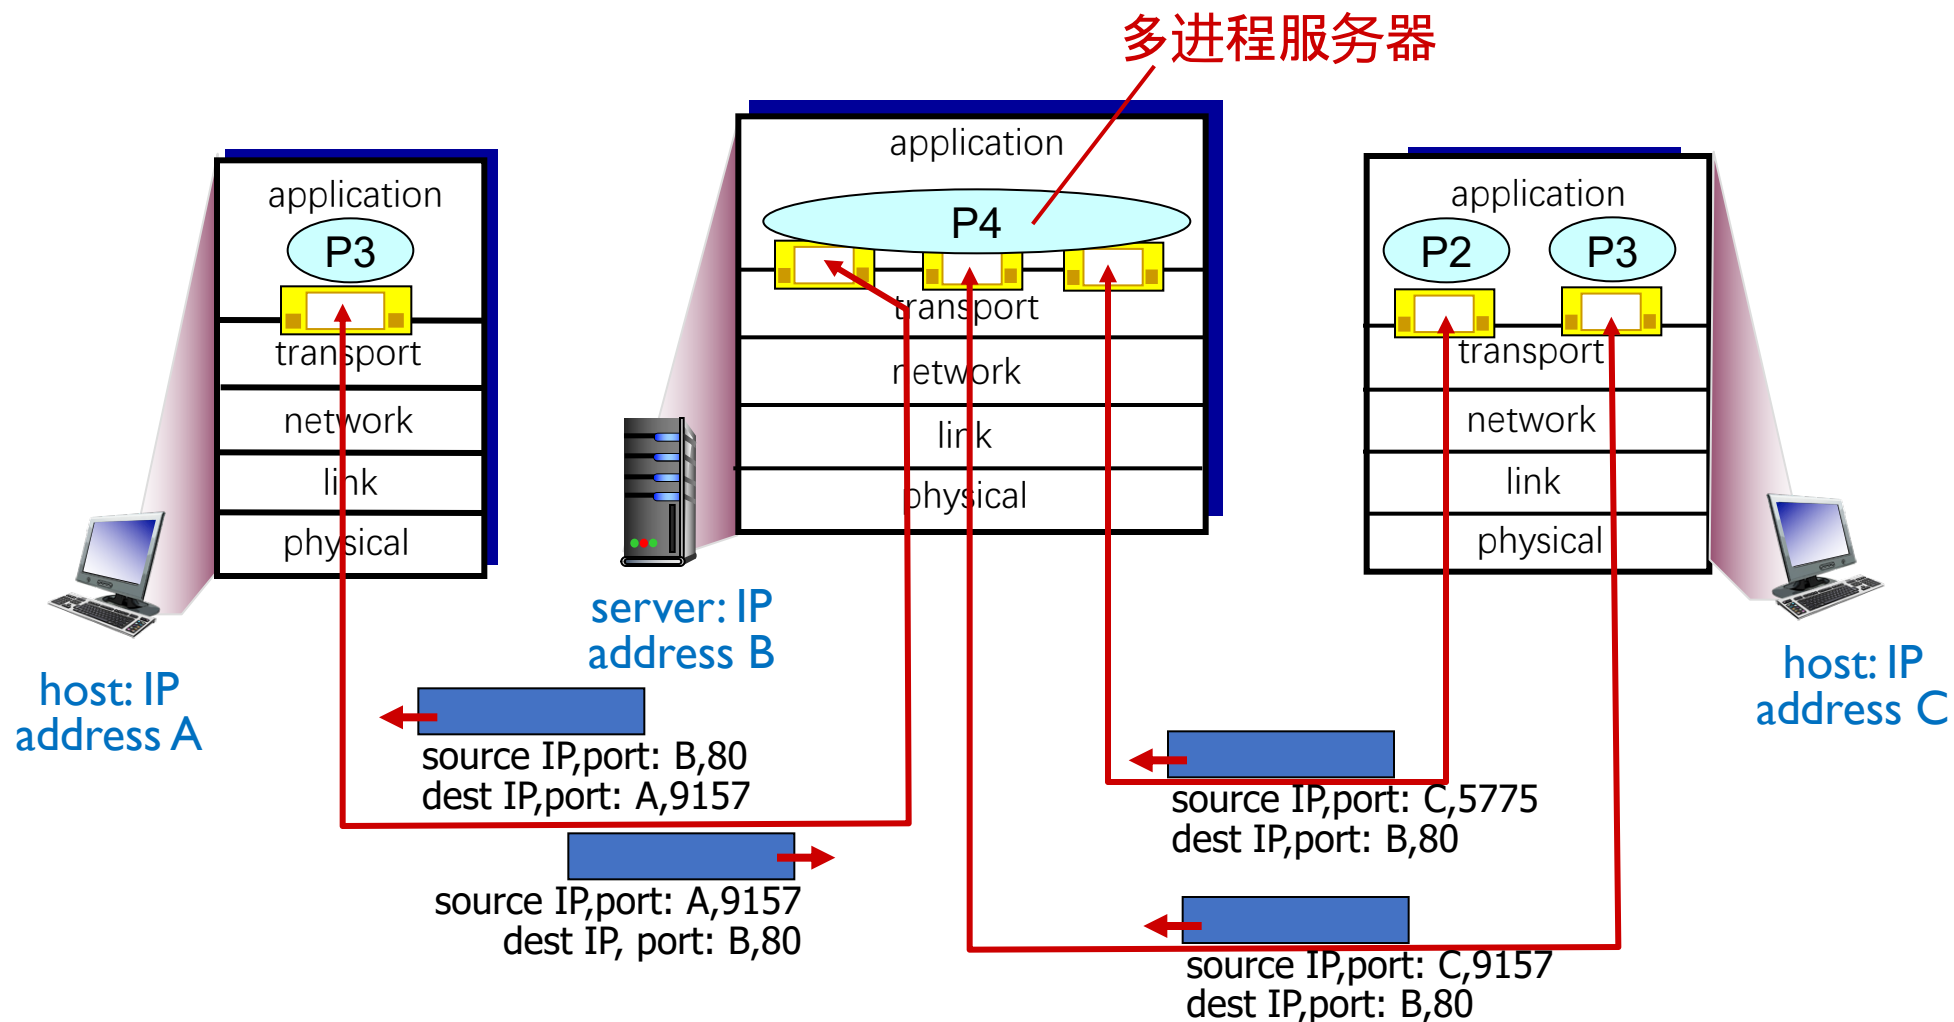 多进程服务器
application
P3
transport
network
link
physical
host: IP
address A
application
P4
transport
network
link
physical
server: IP
address B
application
P2
P3
transport
network
link
physical
host: IP
address C
source IP,port: B,80
dest IP,port: A,9157
source IP,port: A,9157
dest IP, port: B,80
source IP,port: C,5775
dest IP,port: B,80
source IP,port: C,9157
dest IP,port: B,80